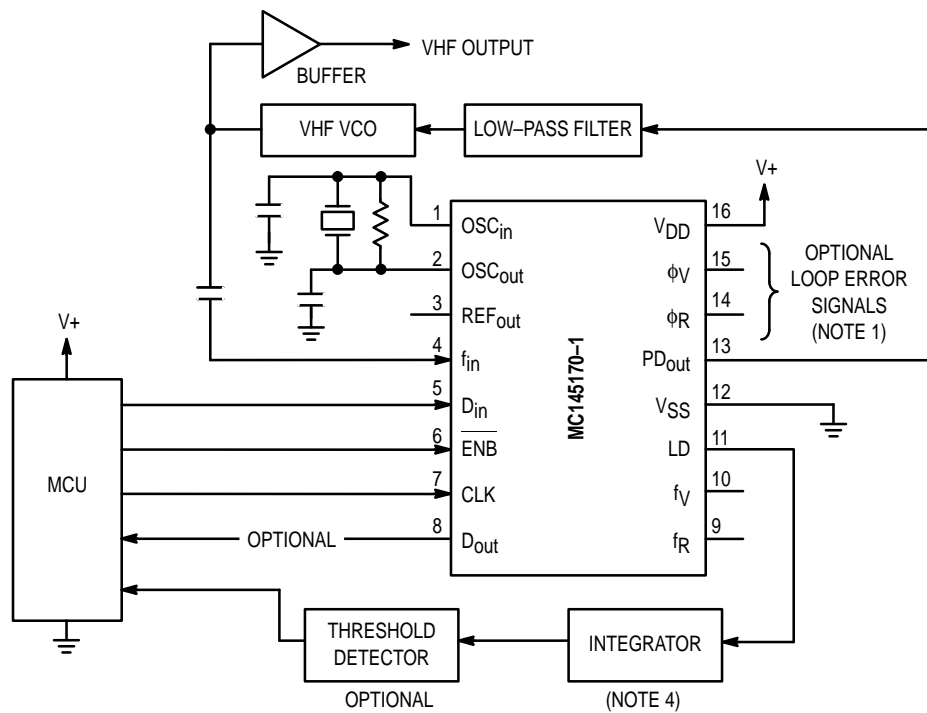 VHF OUTPUT
BUFFER
VHF VCO
LOW–PASS FILTER
V+
1
OSCin
2
OSCout
3
REFout
4
fin
5
Din
6
ENB
7
CLK
8
Dout
MC145170–1
16
VDD
15
ϕV
14
ϕR
13
PDout
12
VSS
11
LD
10
fV
9
fR
OPTIONAL
LOOP ERROR
SIGNALS
(NOTE 1)
V+
MCU
OPTIONAL
THRESHOLD
DETECTOR
OPTIONAL
INTEGRATOR
(NOTE 4)